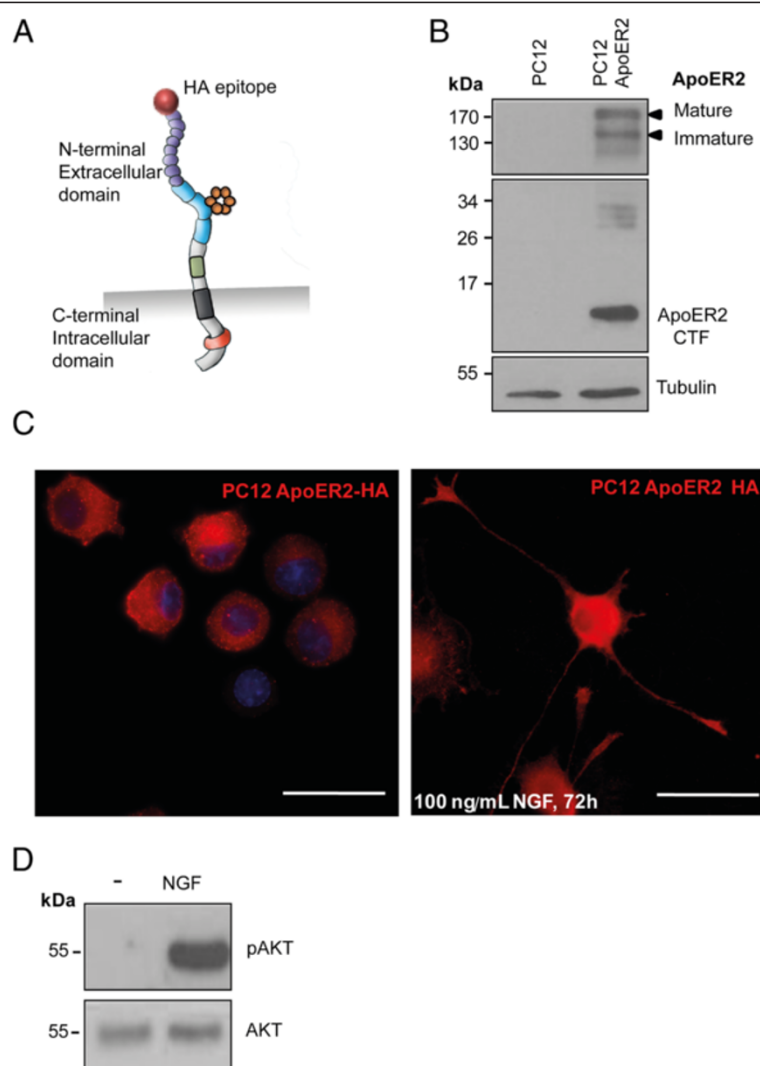 A
HA epitope
N-terminal
Extracellular
domain
C-terminal
Intracellular
domain
B
PC12
PC12
ApoER2
kDa
ApoER2
170
Mature
130
Immature
34
26
17
ApoER2
CTF
55
Tubulin
C
PC12 ApoER2-HA
PC12 ApoER2 HA
100 ng/mL NGF, 72h
D
-
NGF
kDa
55
pAKT
55
AKT